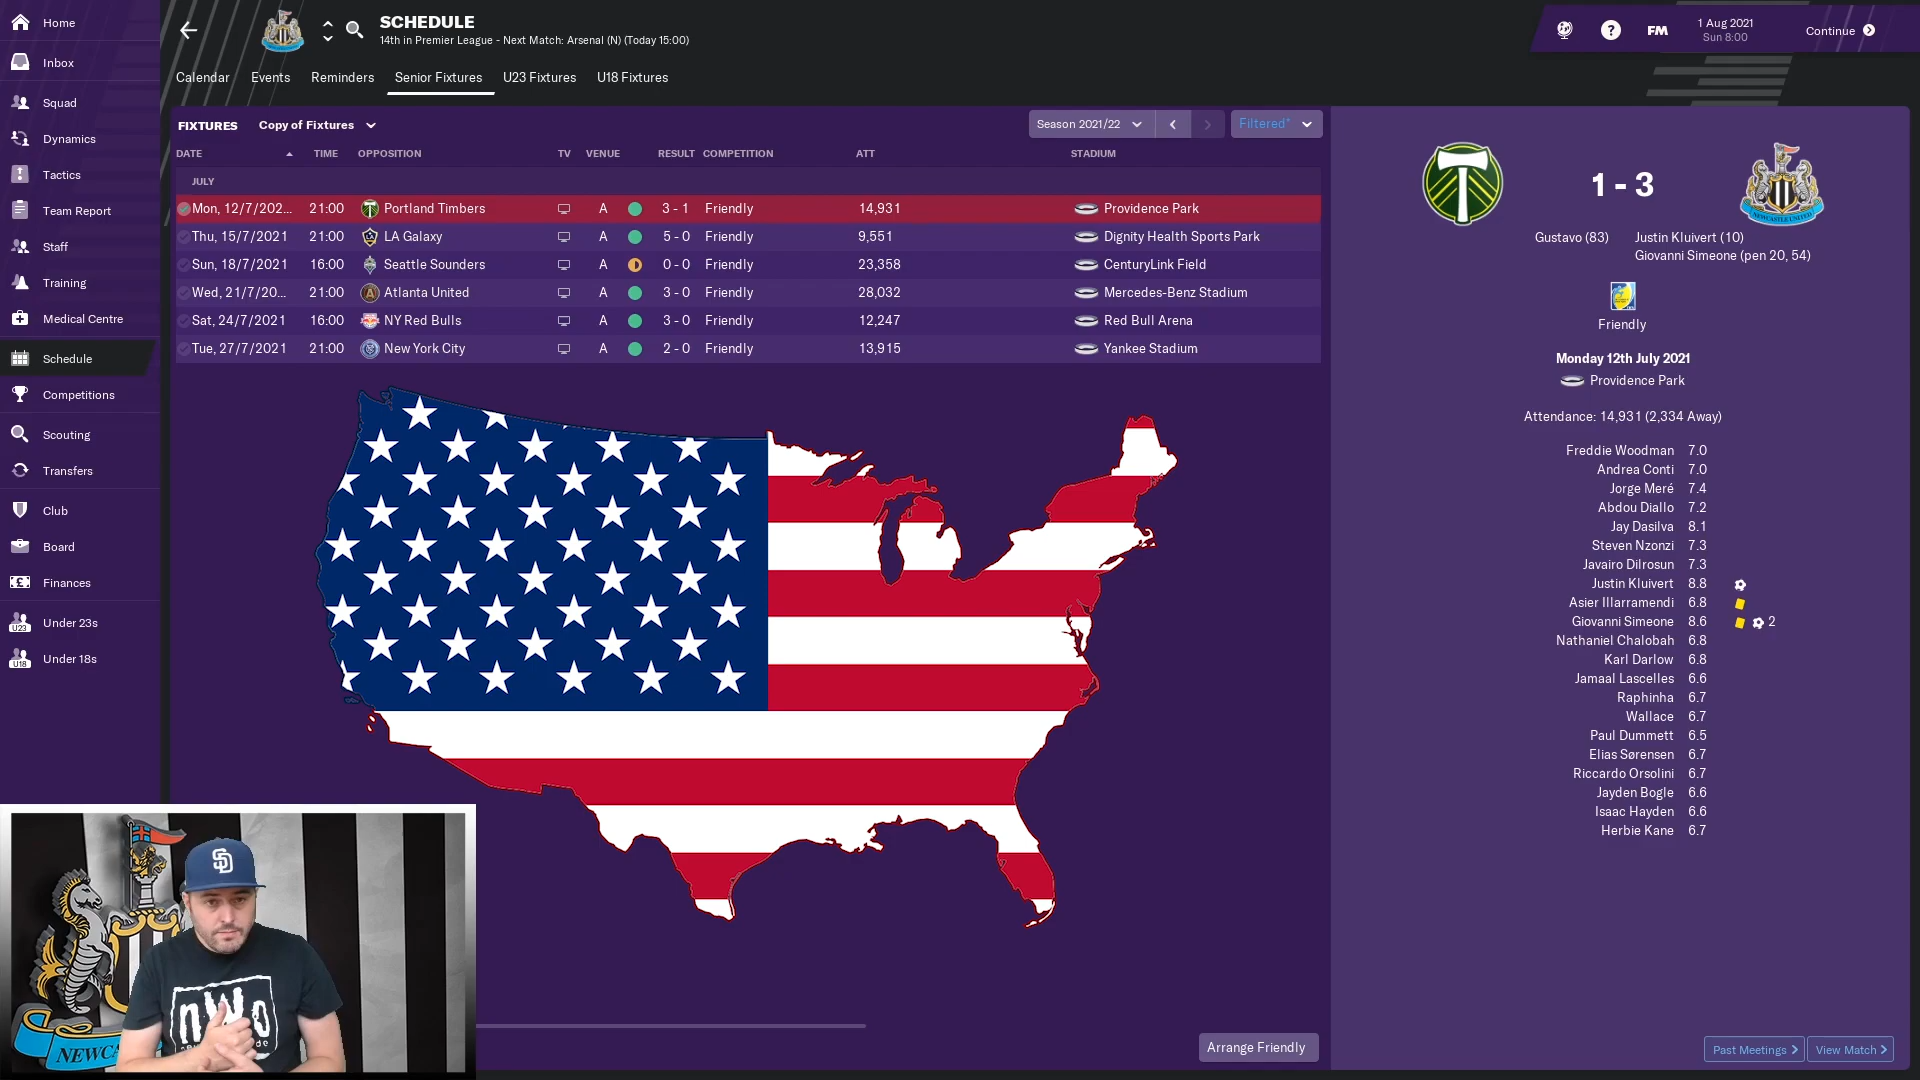 Home
Inbox
Squad
Dynamics
Tactics
Team Report
Staff
Training
Medical Centre
Schedule
Competitions
Scouting
Transfers
Club
Board
Finances
U23
Under 23s
U18
Under 18s
SCHEDULE
14th in Premier League - Next Match: Arsenal (N) (Today 15:00)
? FM 1 Aug 2021 Continue
Sun 8:00
Calendar Events Reminders Senior Fixtures U23 Fixtures U18 Fixtures
FIXTURES Copy of Fixtures Season 2021/22 Filtered*
DATE TIME OPPOSITION TV VENUE RESULT COMPETITION ATT STADIUM
JULY
Mon, 12/7/202... 21:00 Portland Timbers A 3 - 1 Friendly 14,931 Providence Park
Thu, 15/7/2021 21:00 LA Galaxy A 5 - 0 Friendly 9,551 Dignity Health Sports Park
Sun, 18/7/2021 16:00 Seattle Sounders A 0 - 0 Friendly 23,358 CenturyLink Field
Wed, 21/7/20... 21:00 Atlanta United A 3 - 0 Friendly 28,032 Mercedes-Benz Stadium
Sat, 24/7/2021 16:00 NY Red Bulls A 3 - 0 Friendly 12,247 Red Bull Arena
Tue, 27/7/2021 21:00 New York City A 2 - 0 Friendly 13,915 Yankee Stadium
Arrange Friendly
1 - 3
NEWCASTLE UNITED
Gustavo (83) Justin Kluivert (10)
Giovanni Simeone (pen 20, 54)
Friendly
Monday 12th July 2021
Providence Park
Attendance: 14,931 (2,334 Away)
Freddie Woodman 7.0
Andrea Conti 7.0
Jorge Meré 7.4
Abdou Diallo 7.2
Jay Dasilva 8.1
Steven Nzonzi 7.3
Javairo Dilrosun 7.3
Justin Kluivert 8.8
Asier Illarramendi 6.8
Giovanni Simeone 8.6 2
Nathaniel Chalobah 6.8
Karl Darlow 6.8
Jamaal Lascelles 6.6
Raphinha 6.7
Wallace 6.7
Paul Dummett 6.5
Elias Sørensen 6.7
Riccardo Orsolini 6.7
Jayden Bogle 6.6
Isaac Hayden 6.6
Herbie Kane 6.7
Past Meetings View Match
SD
nWo
NEWCA